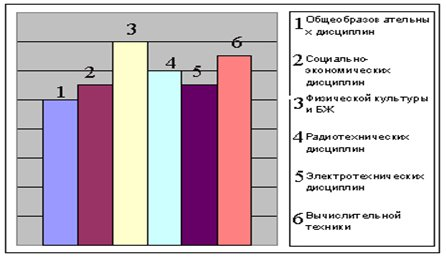 1 2 3 4 5 6
1 Общеобразов ательны
х дисциплин
2 Социально-
экономических
дисциплин
3 Физической культуры
и БЖ
4 Радиотехнических
дисциплин
5 Электротехнических
дисциплин
6 Вычислительной
техники